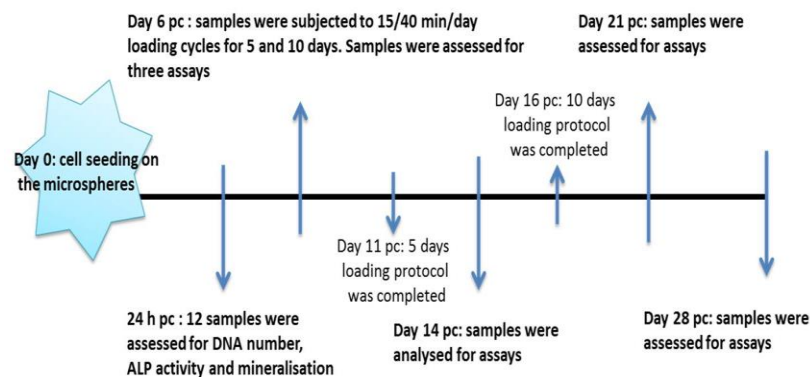 Day 6 pc : samples were subjected to 15/40 min/day
loading cycles for 5 and 10 days. Samples were assessed for
three assays
Day 21 pc: samples were
assessed for assays
Day 16 pc: 10 days
loading protocol
was completed
Day 0: cell seeding on
the microspheres
Day 11 pc: 5 days
loading protocol
was completed
24 h pc : 12 samples were
assessed for DNA number,
ALP activity and mineralisation
Day 14 pc: samples were
analysed for assays
Day 28 pc: samples were
assessed for assays